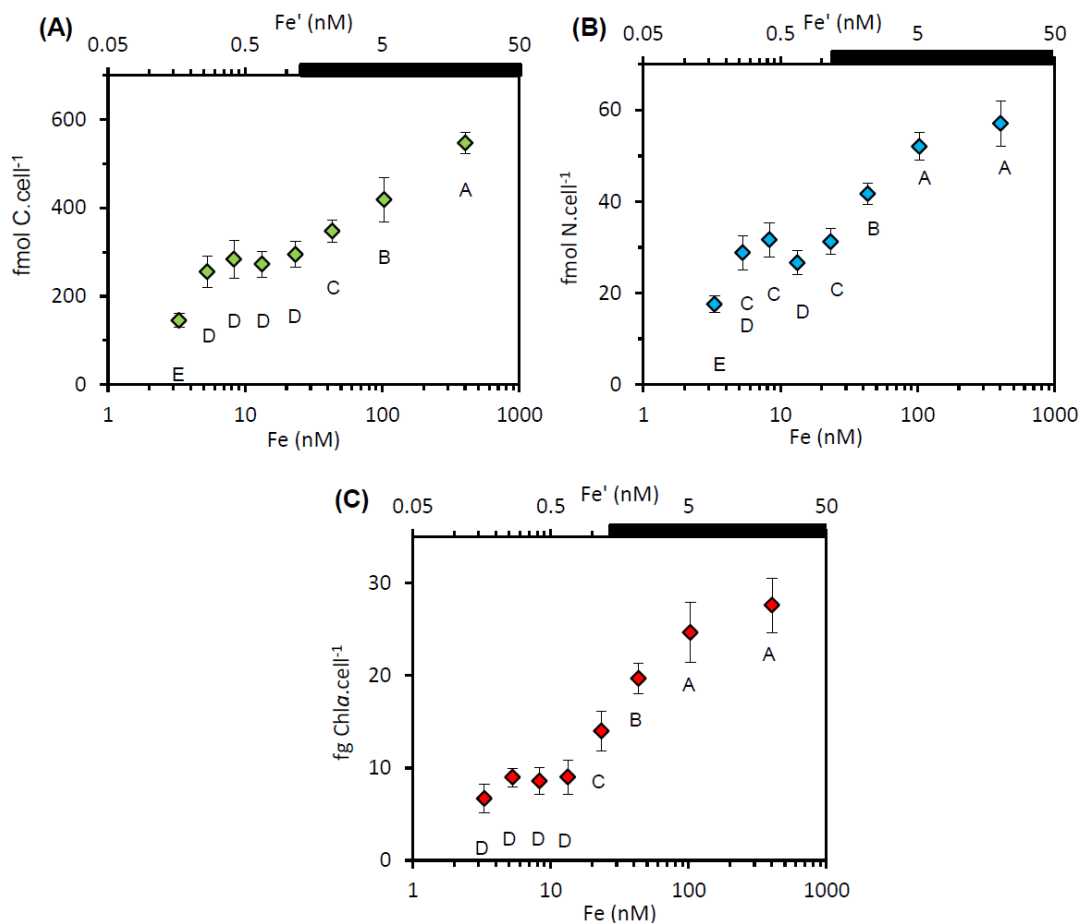 (A)
Fe' (nM)
0.05 0.5 5 50
fmol C.cell-1
600
400
200
0
A
B
C
D D D D
E
1 10 100 1000
Fe (nM)
(B)
Fe' (nM)
0.05 0.5 5 50
fmol N.cell-1
60
40
20
0
A A
B
C C C
D D
E
1 10 100 1000
Fe (nM)
(C)
Fe' (nM)
0.05 0.5 5 50
fg Chla.cell-1
30
20
10
0
A
A
B
C
D D D D
1 10 100 1000
Fe (nM)